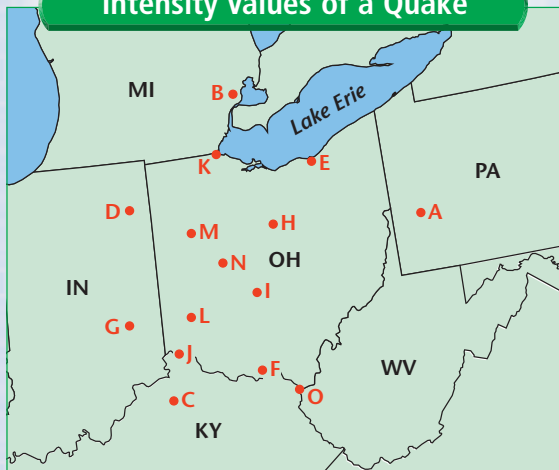 Intensity Values of a Quake
MI
B
Lake Erie
K
E
PA
D
A
M
H
N
OH
IN
I
L
G
J
F
WV
C
O
KY